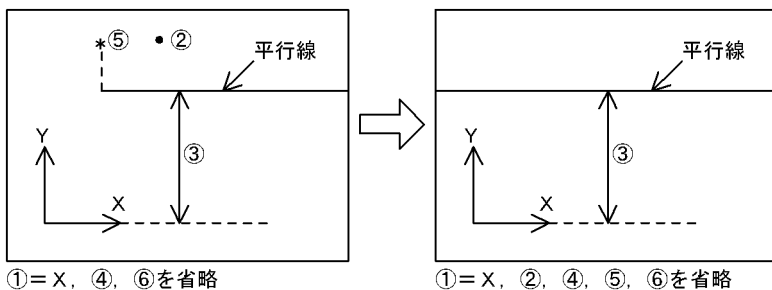 ⑤ ②
平行線
Y
③
X
①=X, ④, ⑥を省略
平行線
Y
③
X
①=X, ②, ④, ⑤, ⑥を省略